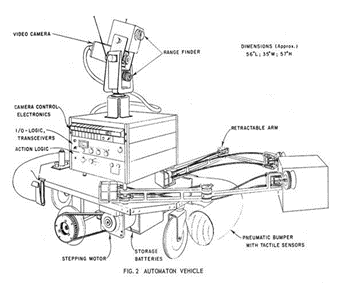 VIDEO CAMERA
RANGE FINDER
DIMENSIONS (Approx.)
56"L; 35"W; 57"H
CAMERA CONTROL
ELECTRONICS
I/O-LOGIC,
TRANSCEIVERS
ACTION LOGIC
RETRACTABLE ARM
PNEUMATIC BUMPER
WITH TACTILE SENSORS
STORAGE
BATTERIES
STEPPING MOTOR
FIG. 2 AUTOMATON VEHICLE